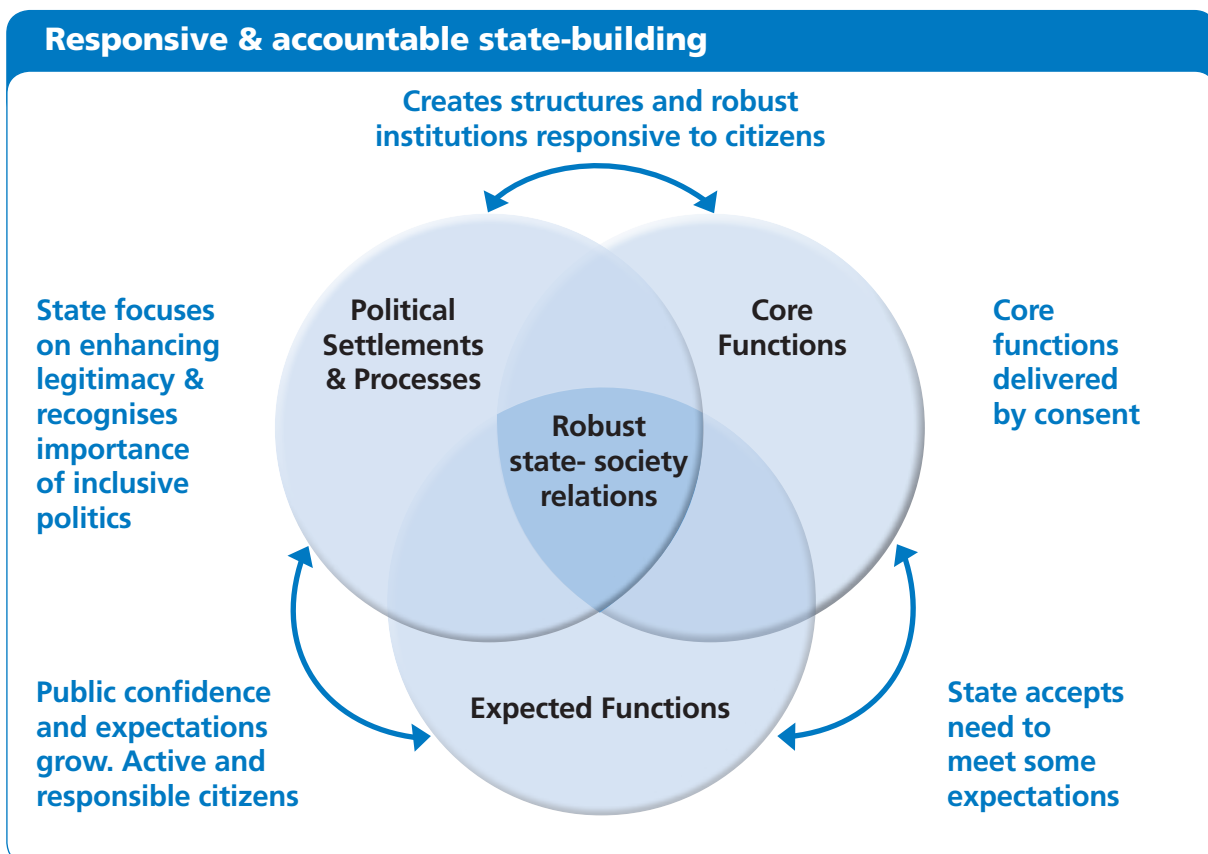 Responsive & accountable state-building
Creates structures and robust
institutions responsive to citizens
State focuses
on enhancing
legitimacy &
recognises
importance
of inclusive
politics
Political
Settlements
& Processes
Core
Functions
Core
functions
delivered
by consent
Robust
state- society
relations
Public confidence
and expectations
grow. Active and
responsible citizens
Expected Functions
State accepts
need to
meet some
expectations